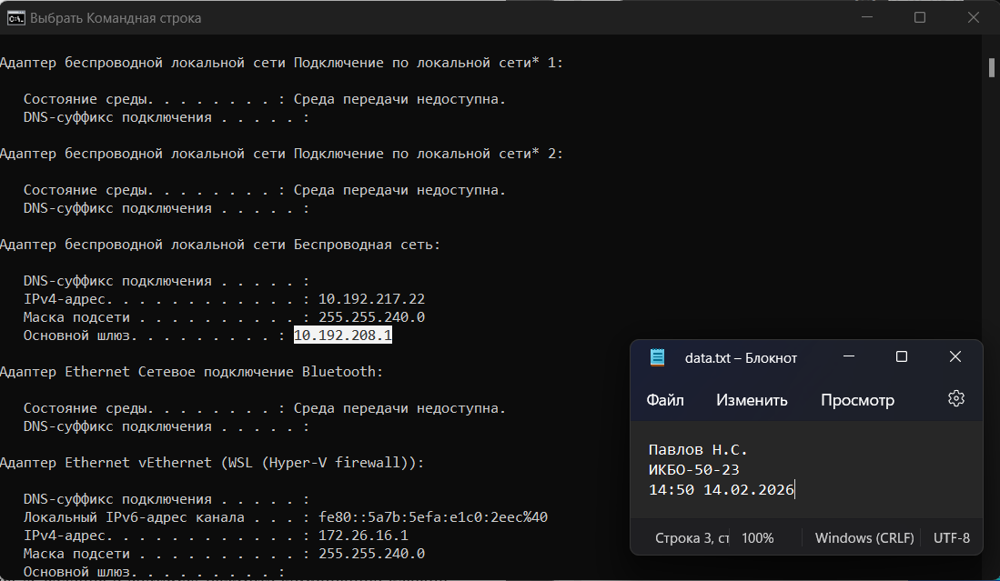 Выбрать Командная строка
Адаптер беспроводной локальной сети Подключение по локальной сети* 1:
Состояние среды. . . . . . . . : Среда передачи недоступна.
DNS-суффикс подключения . . . . . :
Адаптер беспроводной локальной сети Подключение по локальной сети* 2:
Состояние среды. . . . . . . . : Среда передачи недоступна.
DNS-суффикс подключения . . . . . :
Адаптер беспроводной локальной сети Беспроводная сеть:
DNS-суффикс подключения . . . . . :
IPv4-адрес. . . . . . . . . . . . : 10.192.217.22
Маска подсети . . . . . . . . . . : 255.255.240.0
Основной шлюз. . . . . . . . . : 10.192.208.1
Адаптер Ethernet Сетевое подключение Bluetooth:
Состояние среды. . . . . . . . : Среда передачи недоступна.
DNS-суффикс подключения . . . . . :
Адаптер Ethernet vEthernet (WSL (Hyper-V firewall)):
DNS-суффикс подключения . . . . . :
Локальный IPv6-адрес канала . . . : fe80::5a7b:5efa:e1c0:2eec%40
IPv4-адрес. . . . . . . . . . . . : 172.26.16.1
Маска подсети . . . . . . . . . . : 255.255.240.0
Основной шлюз. . . . . . . . . :
data.txt – Блокнот
Файл Изменить Просмотр
Павлов Н.С.
ИКБО-50-23
14:50 14.02.2026
Строка 3, ст 100% Windows (CRLF) UTF-8